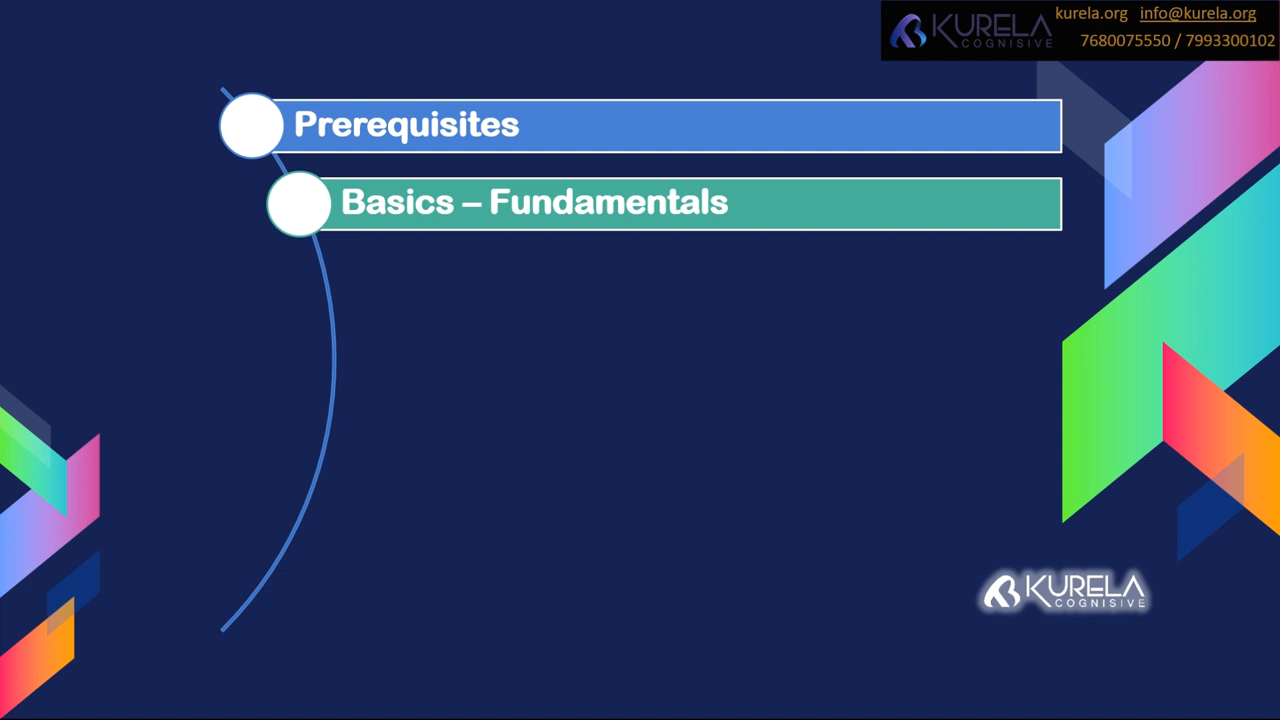 KURELA
COGNISIVE
kurela.org info@kurela.org
7680075550 / 7993300102
Prerequisites
Basics – Fundamentals
KURELA
COGNISIVE